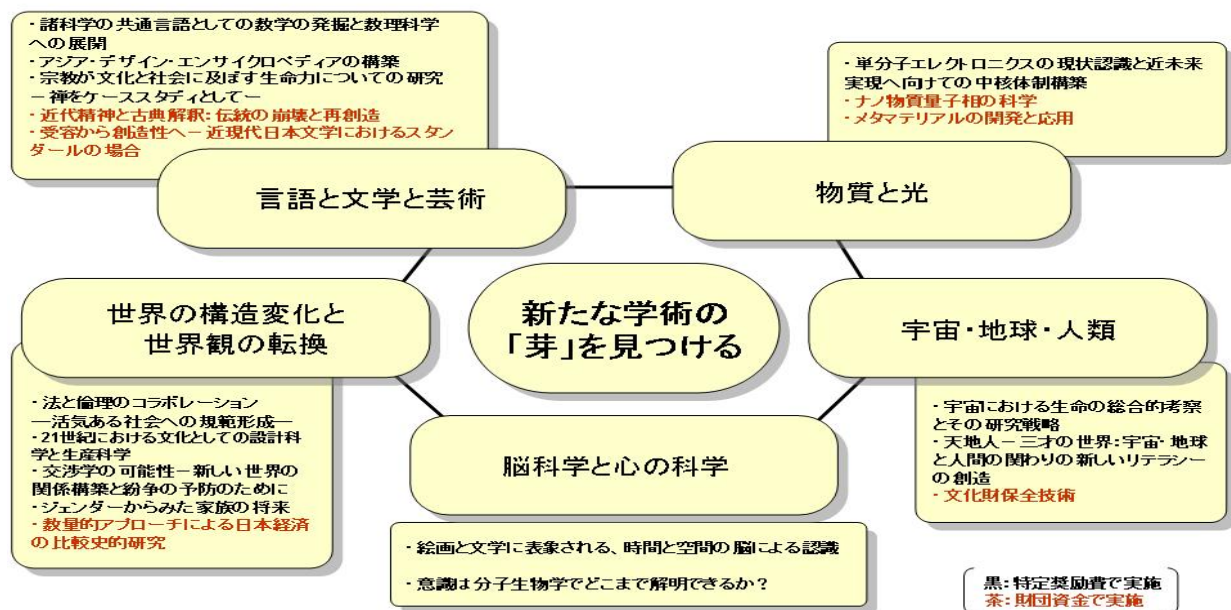 ・諸科学の共通言語としての数学の発掘と数理科学
への展開
・アジア・デザイン・エンサイクロペディアの構築
・宗教が文化と社会に及ぼす生命力についての研究
－禅をケーススタディとして－
・近代精神と古典解釈：伝統の崩壊と再創造
・受容から創造性へ－近現代日本文学におけるスタン
ダールの場合
言語と文学と芸術
・単分子エレクトロニクスの現状認識と近未来
実現へ向けての中核体制構築
・ナノ物質量子相の科学
・メタマテリアルの開発と応用
物質と光
世界の構造変化と
世界観の転換
新たな学術の
「芽」を見つける
宇宙・地球・人類
・法と倫理のコラボレーション
―活気ある社会への規範形成―
・21世紀における文化としての設計科
学と生産科学
・交渉学の可能性－新しい世界の
関係構築と紛争の予防のために
・ジェンダーからみた家族の将来
・数量的アプローチによる日本経済
の比較史的研究
脳科学と心の科学
・絵画と文学に表象される、時間と空間の脳による認識
・意識は分子生物学でどこまで解明できるか？
・宇宙における生命の総合的考察
とその研究戦略
・天地人－三才の世界：宇宙・地球
と人間の関わりの新しいリテラシー
の創造
・文化財保全技術
黒：特定奨励費で実施
茶：財団資金で実施